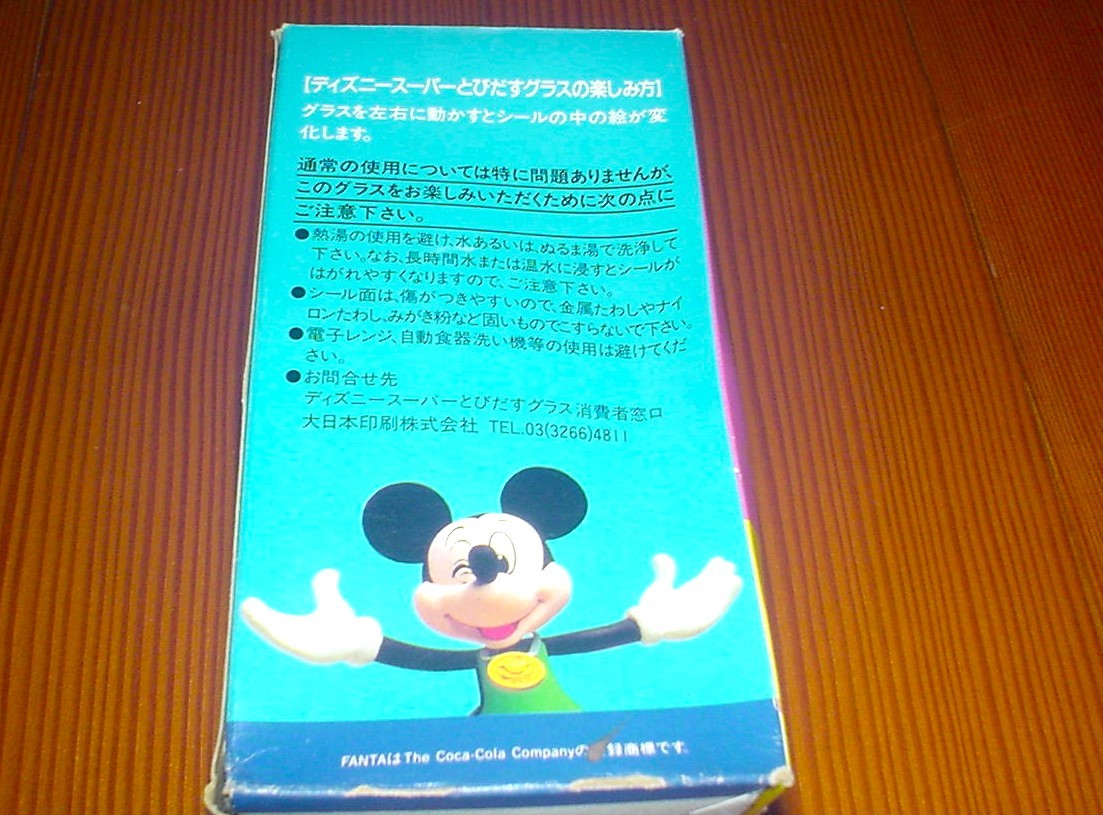 【ディズニースーパーとびだすグラスの楽しみ方】
グラスを左右に動かすとシールの中の絵が変
化します。
通常の使用については特に問題ありませんが、
このグラスをお楽しみいただくために次の点に
ご注意下さい。
●熱湯の使用を避け、水あるいは、ぬるま湯で洗浄して
下さい。なお、長時間水または温水に浸すとシールが
はがれやすくなりますので、ご注意下さい。
●シール面は、傷がつきやすいので、金属たわしやナイ
ロンたわし、みがき粉など固いものでこすらないで下さい。
●電子レンジ、自動食器洗い機等の使用は避けてくだ
さい。
●お問合せ先
ディズニースーパーとびだすグラス消費者窓口
大日本印刷株式会社 TEL.03(3266)4811
FANTAはThe Coca-Cola Companyの 録商標です。